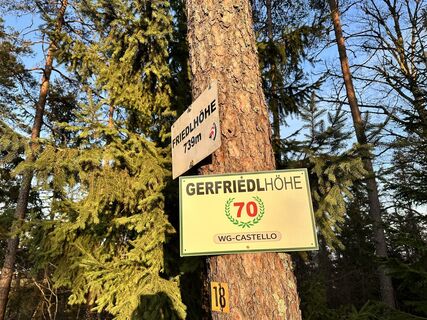 FRIEDLHÖHE
739m
GERFRIEDLHÖHE
70
WG-CASTELLO
18